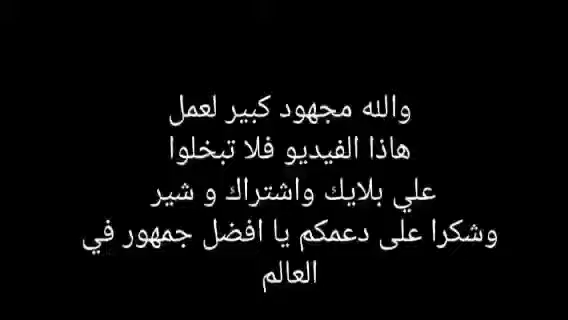 والله مجهود كبير لعمل
هاذا الفيديو فلا تبخلوا
علي بلايك واشتراك و شير
وشكرا على دعمكم يا افضل جمهور في
العالم